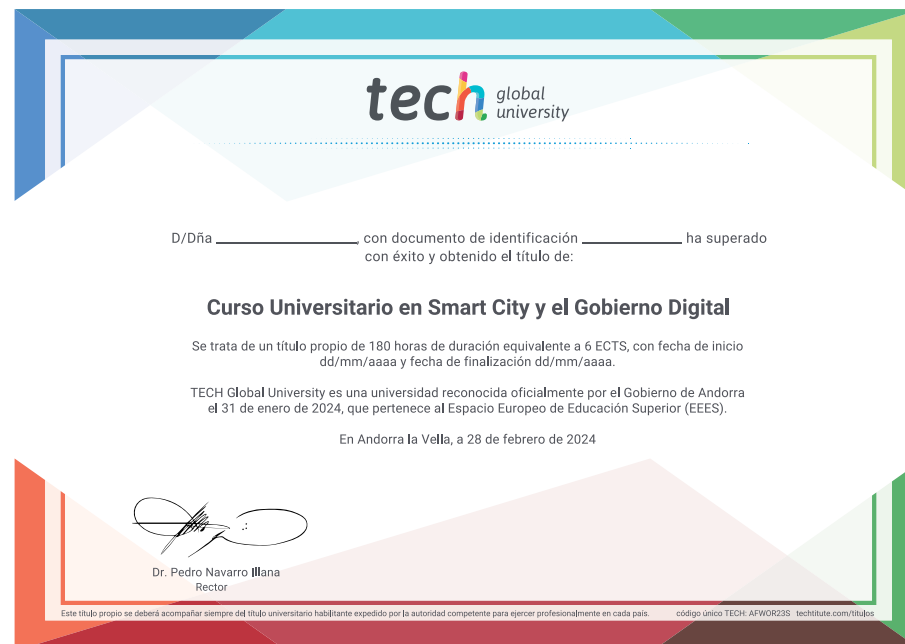 tech global university
D/Dña ____________________, con documento de identificación ______________ ha superado
con éxito y obtenido el título de:
Curso Universitario en Smart City y el Gobierno Digital
Se trata de un título propio de 180 horas de duración equivalente a 6 ECTS, con fecha de inicio
dd/mm/aaaa y fecha de finalización dd/mm/aaaa.
TECH Global University es una universidad reconocida oficialmente por el Gobierno de Andorra
el 31 de enero de 2024, que pertenece al Espacio Europeo de Educación Superior (EEES).
En Andorra la Vella, a 28 de febrero de 2024
Dr. Pedro Navarro Illana
Rector
Este título propio se deberá acompañar siempre del título universitario habilitante expedido por la autoridad competente para ejercer profesionalmente en cada país. código único TECH: AFWOR23S techtitute.com/titulos